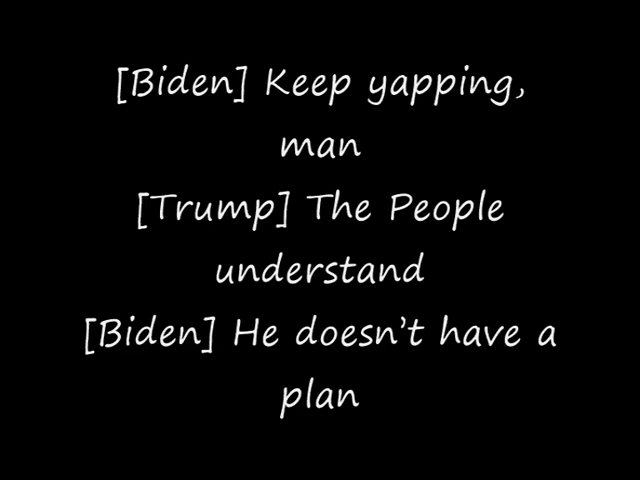 [Biden] Keep yapping,
man
[Trump] The People
understand
[Biden] He doesn’t have a
plan